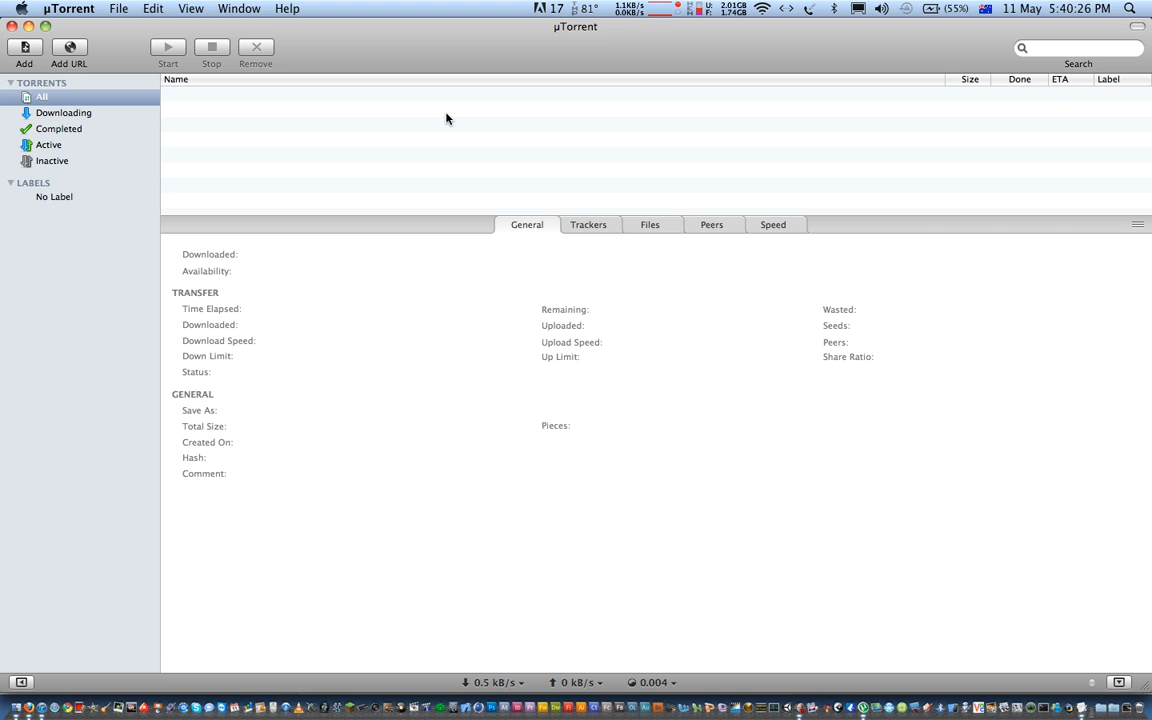 µTorrent File Edit View Window Help 17 81° 1.1KB/s 0.0KB/s U: 2.01GB F: 1.74GB (55%) 11 May 5:40:26 PM
µTorrent
Add Add URL Start Stop Remove Search
TORRENTS
All
Downloading
Completed
Active
Inactive
LABELS
No Label
Name Size Done ETA Label
General Trackers Files Peers Speed
Downloaded:
Availability:
TRANSFER
Time Elapsed: Remaining: Wasted:
Downloaded: Uploaded: Seeds:
Download Speed: Upload Speed: Peers:
Down Limit: Up Limit: Share Ratio:
Status:
GENERAL
Save As:
Total Size: Pieces:
Created On:
Hash:
Comment:
0.5 kB/s 0 kB/s 0.004